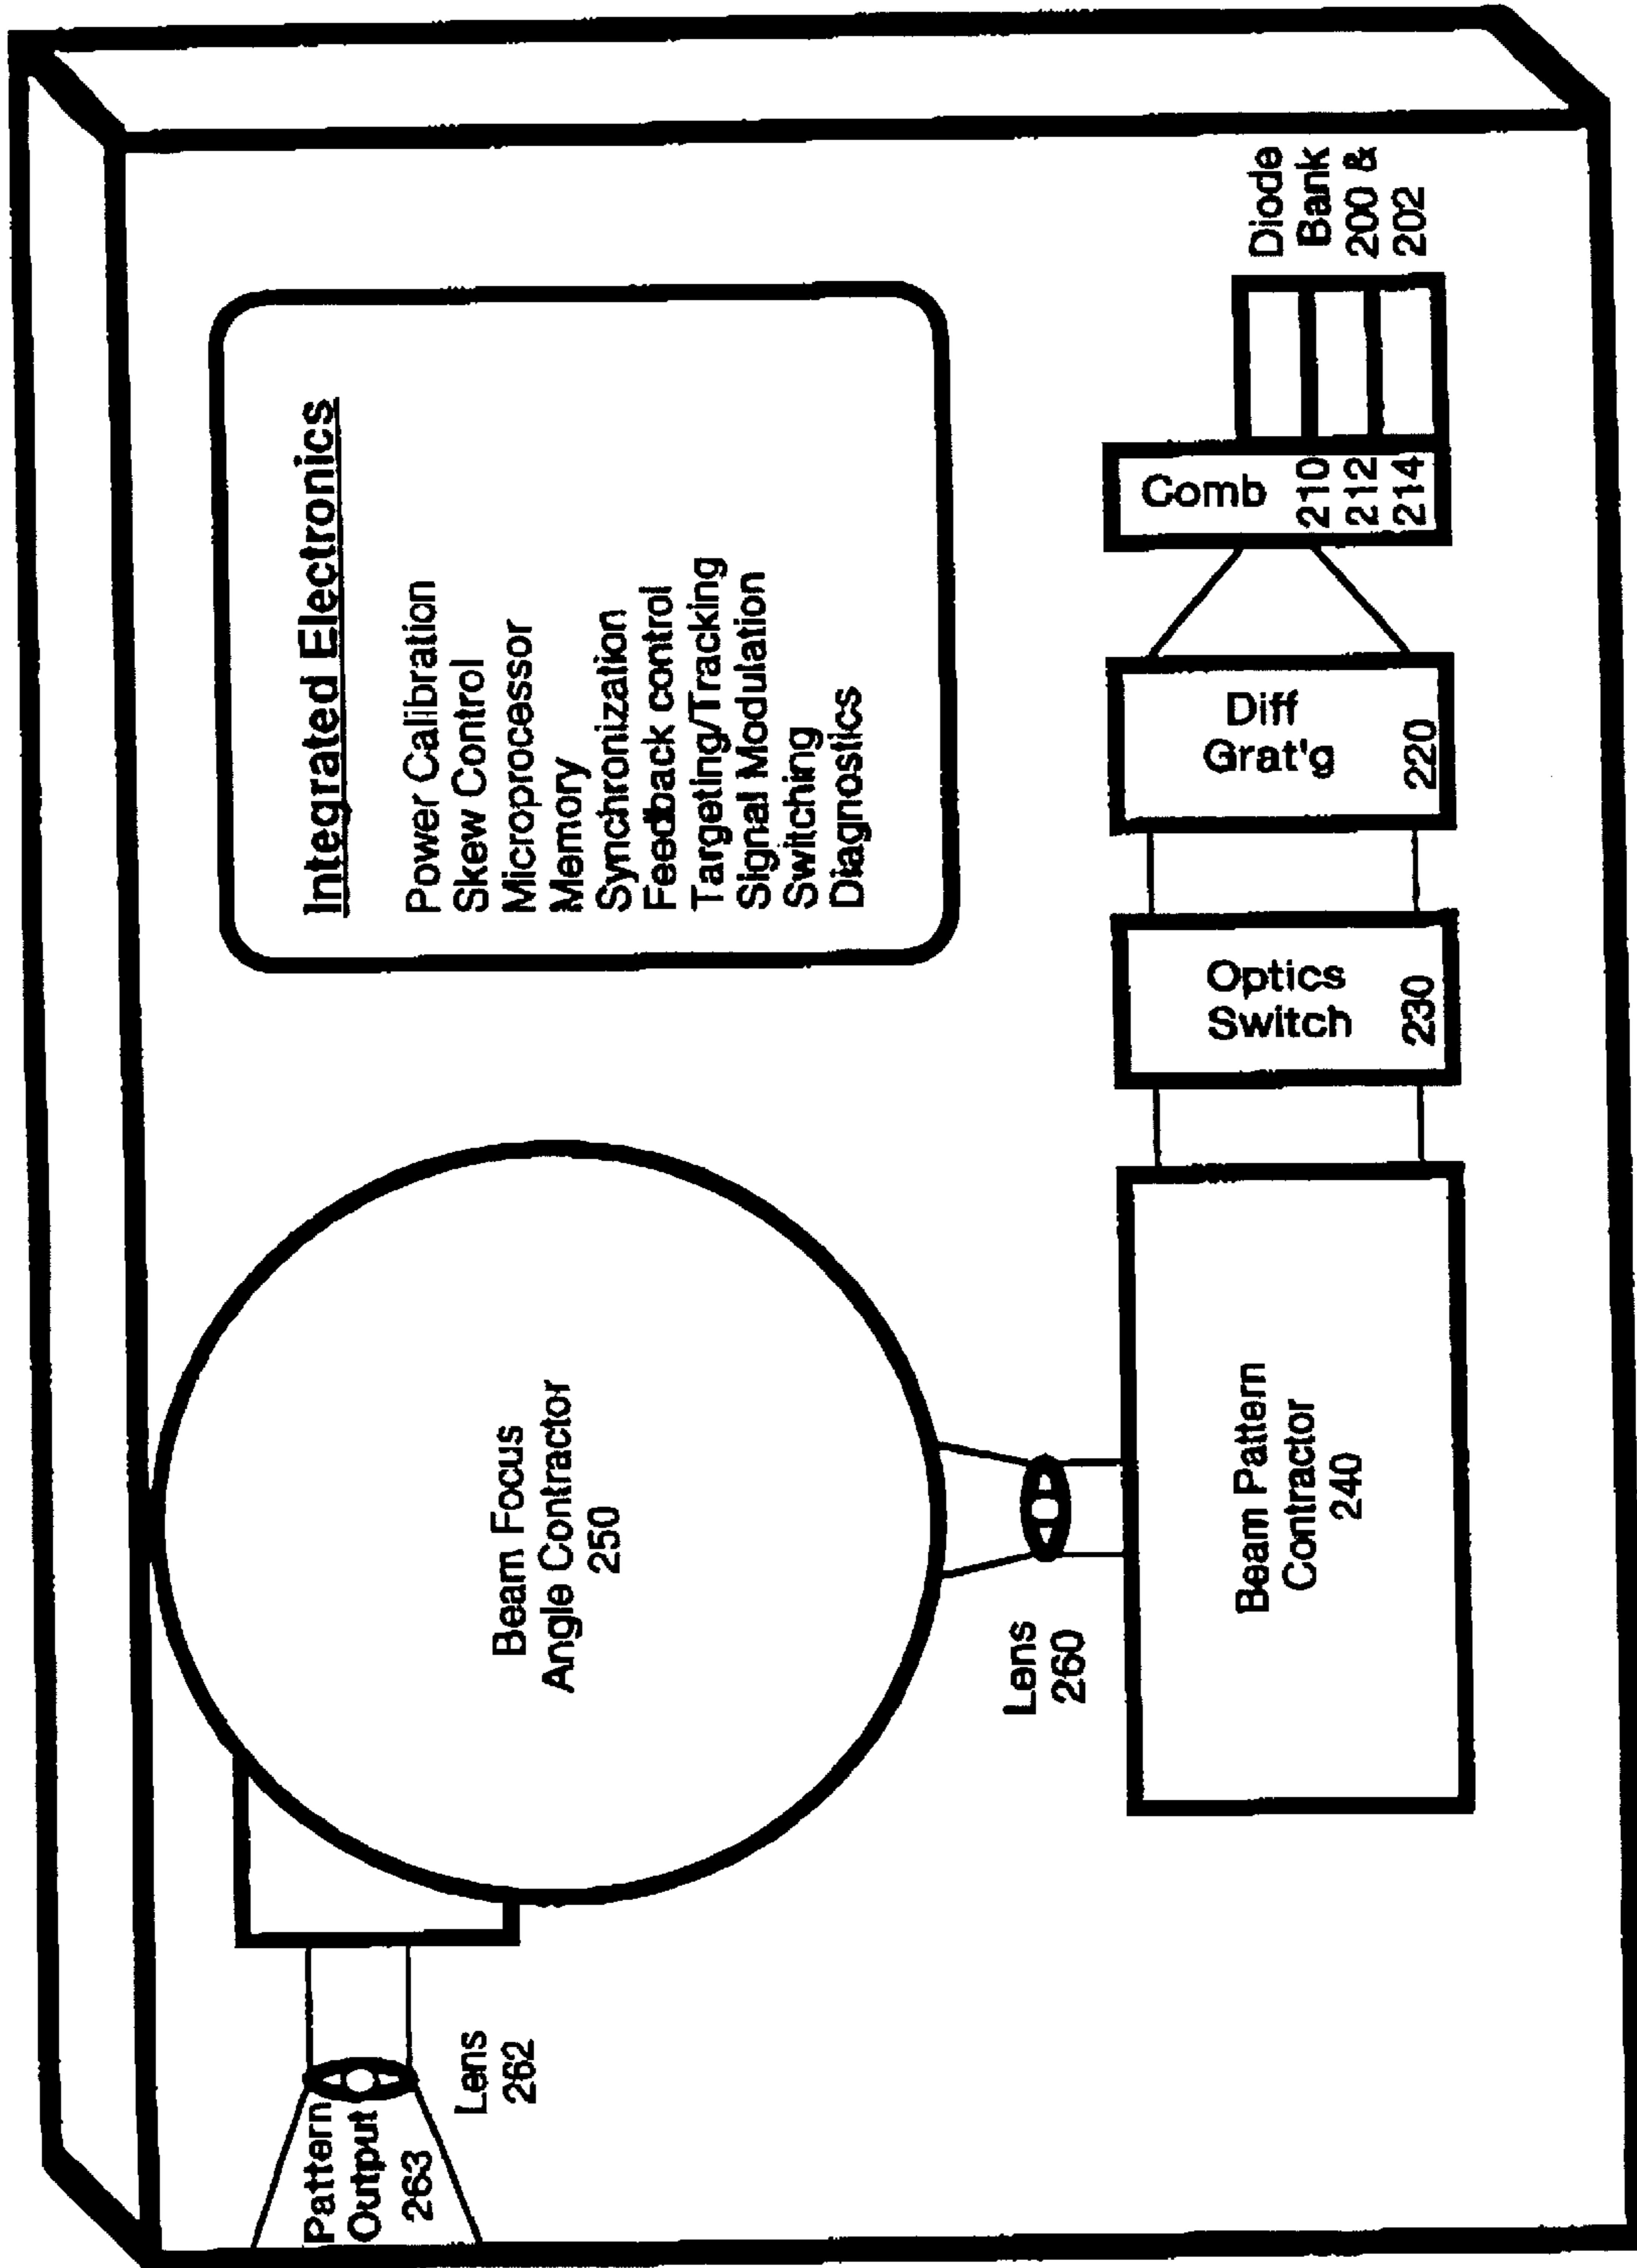 Pattern
Output
263
Lens
262
Beam Focus
Angle Contractor
250
Lens
260
Beam Pattern
Contractor
240
Integrated Electronics
Power Calibration
Skew Control
Microprocessor
Memory
Synchronization
Feedback control
Targeting/Tracking
Signal Modulation
Switching
Diagnostics
Optics
Switch
230
Diff
Grat'g
220
Comb
210
212
214
Diode
Bank
200 &
202